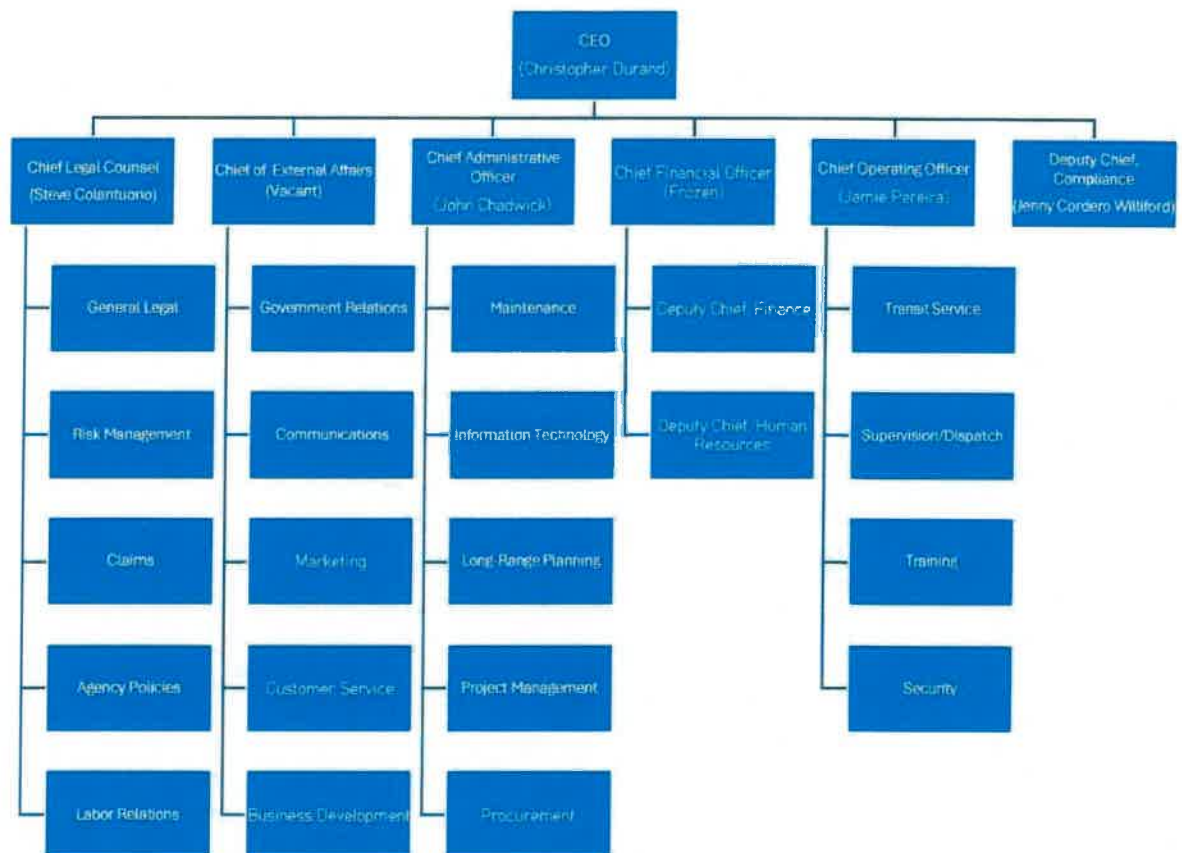 CEO
(Christopher Durand)
Chief Legal Counsel
(Steve Colantuono)
Chief of External Affairs
(Vacant)
Chief Administrative
Officer
(John Chadwick)
Chief Financial Officer
(Frozen)
Chief Operating Officer
(Jamie Pereira)
Deputy Chief,
Compliance
(Jenny Cordero Williford)
General Legal
Government Relations
Maintenance
Deputy Chief, Finance
Transit Service
Risk Management
Communications
Information Technology
Deputy Chief, Human
Resources
Supervision/Dispatch
Claims
Marketing
Long-Range Planning
Training
Agency Policies
Customer Service
Project Management
Security
Labor Relations
Business Development
Procurement